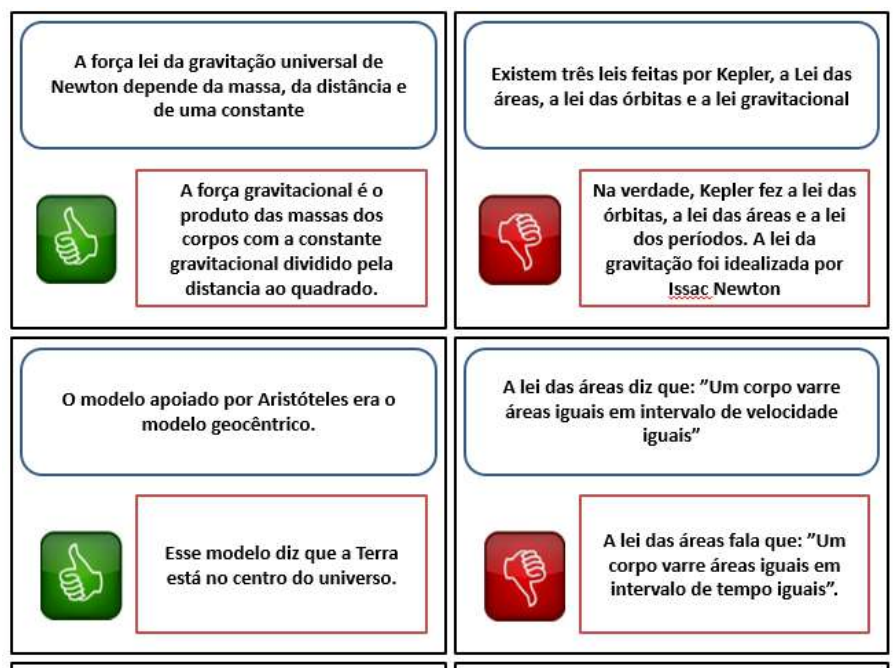 A força lei da gravitação universal de
Newton depende da massa, da distância e
de uma constante
A força gravitacional é o
produto das massas dos
corpos com a constante
gravitacional dividido pela
distancia ao quadrado.
Existem três leis feitas por Kepler, a Lei das
áreas, a lei das órbitas e a lei gravitacional
Na verdade, Kepler fez a lei das
órbitas, a lei das áreas e a lei
dos períodos. A lei da
gravitação foi idealizada por
Issac Newton
O modelo apoiado por Aristóteles era o
modelo geocêntrico.
Esse modelo diz que a Terra
está no centro do universo.
A lei das áreas diz que: ”Um corpo varre
áreas iguais em intervalo de velocidade
iguais”
A lei das áreas fala que: ”Um
corpo varre áreas iguais em
intervalo de tempo iguais”.